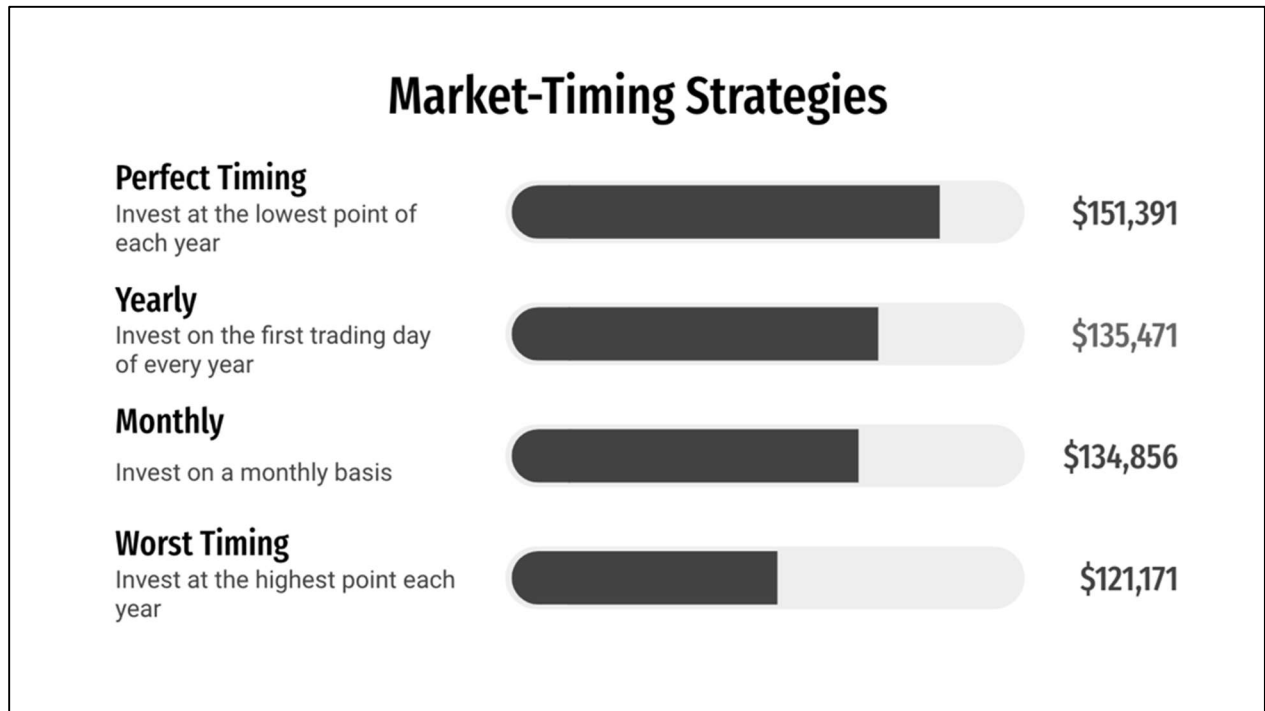 Market-Timing Strategies
Perfect Timing
Invest at the lowest point of
each year
$151,391
Yearly
Invest on the first trading day
of every year
$135,471
Monthly
Invest on a monthly basis
$134,856
Worst Timing
Invest at the highest point each
year
$121,171